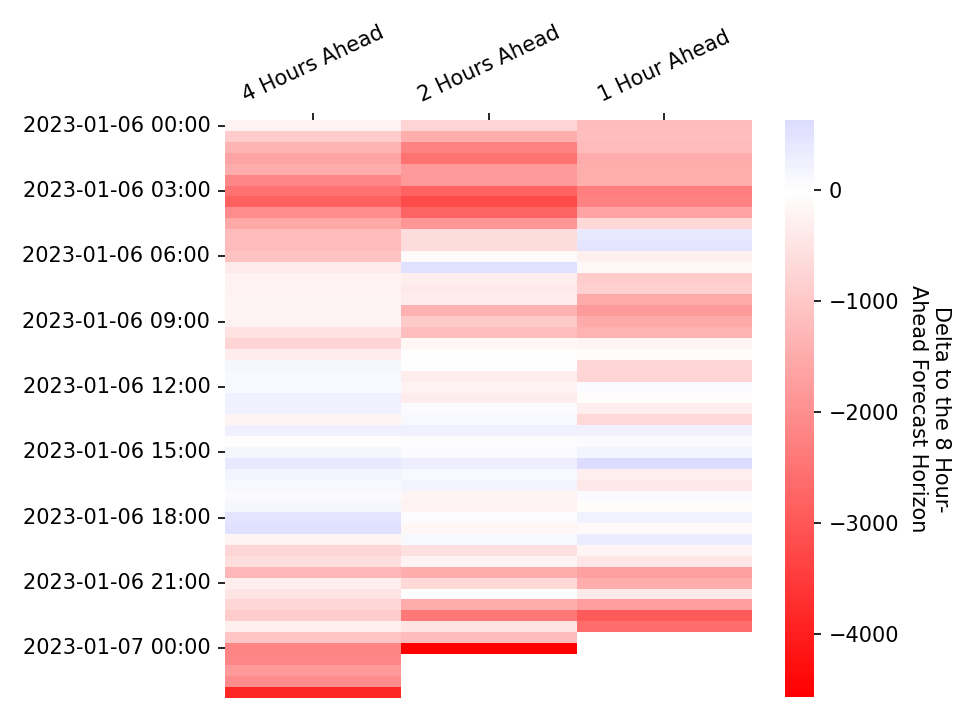 4 Hours Ahead
2 Hours Ahead
1 Hour Ahead
2023-01-06 00:00
2023-01-06 03:00
2023-01-06 06:00
2023-01-06 09:00
2023-01-06 12:00
2023-01-06 15:00
2023-01-06 18:00
2023-01-06 21:00
2023-01-07 00:00
0
−1000
−2000
−3000
−4000
Delta to the 8 Hour-
Ahead Forecast Horizon